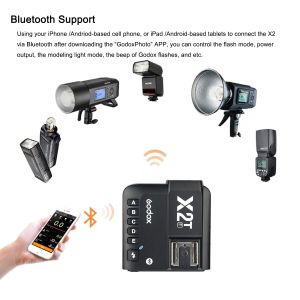 Bluetooth Support
Using your iPhone /Andriod-based cell phone, or iPad /Android-based tablets to connect the X2
via Bluetooth after downloading the "GodoxPhoto" APP, you can control the flash mode, power
output, the modeling light mode, the beep of Godox flashes, and etc.
A
B
C
D
E
Godox
X2T